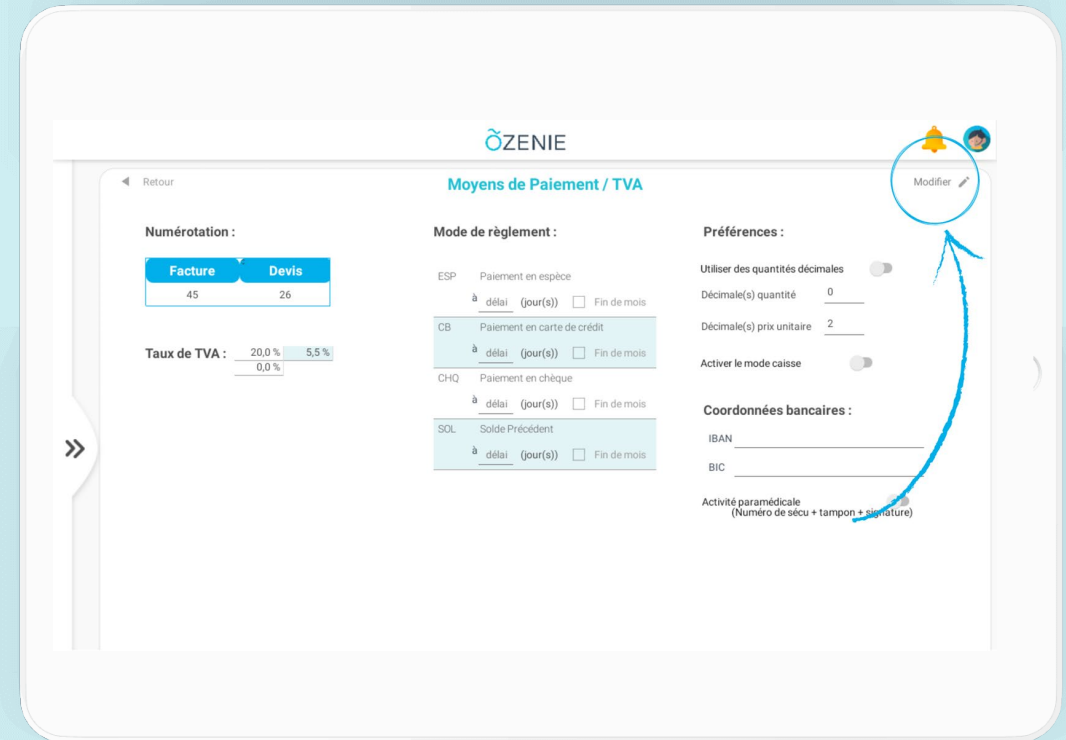 ÕZENIE
Retour
Moyens de Paiement / TVA
Modifier
Numérotation :
Facture Devis
45 26
Taux de TVA : 20,0 % 5,5 %
0,0 %
Mode de règlement :
ESP Paiement en espèce
à délai (jour(s)) Fin de mois
CB Paiement en carte de crédit
à délai (jour(s)) Fin de mois
CHQ Paiement en chèque
à délai (jour(s)) Fin de mois
SOL Solde Précédent
à délai (jour(s)) Fin de mois
Préférences :
Utiliser des quantités décimales
Décimale(s) quantité 0
Décimale(s) prix unitaire 2
Activer le mode caisse
Coordonnées bancaires :
IBAN
BIC
Activité paramédicale
(Numéro de sécu + tampon + signature)